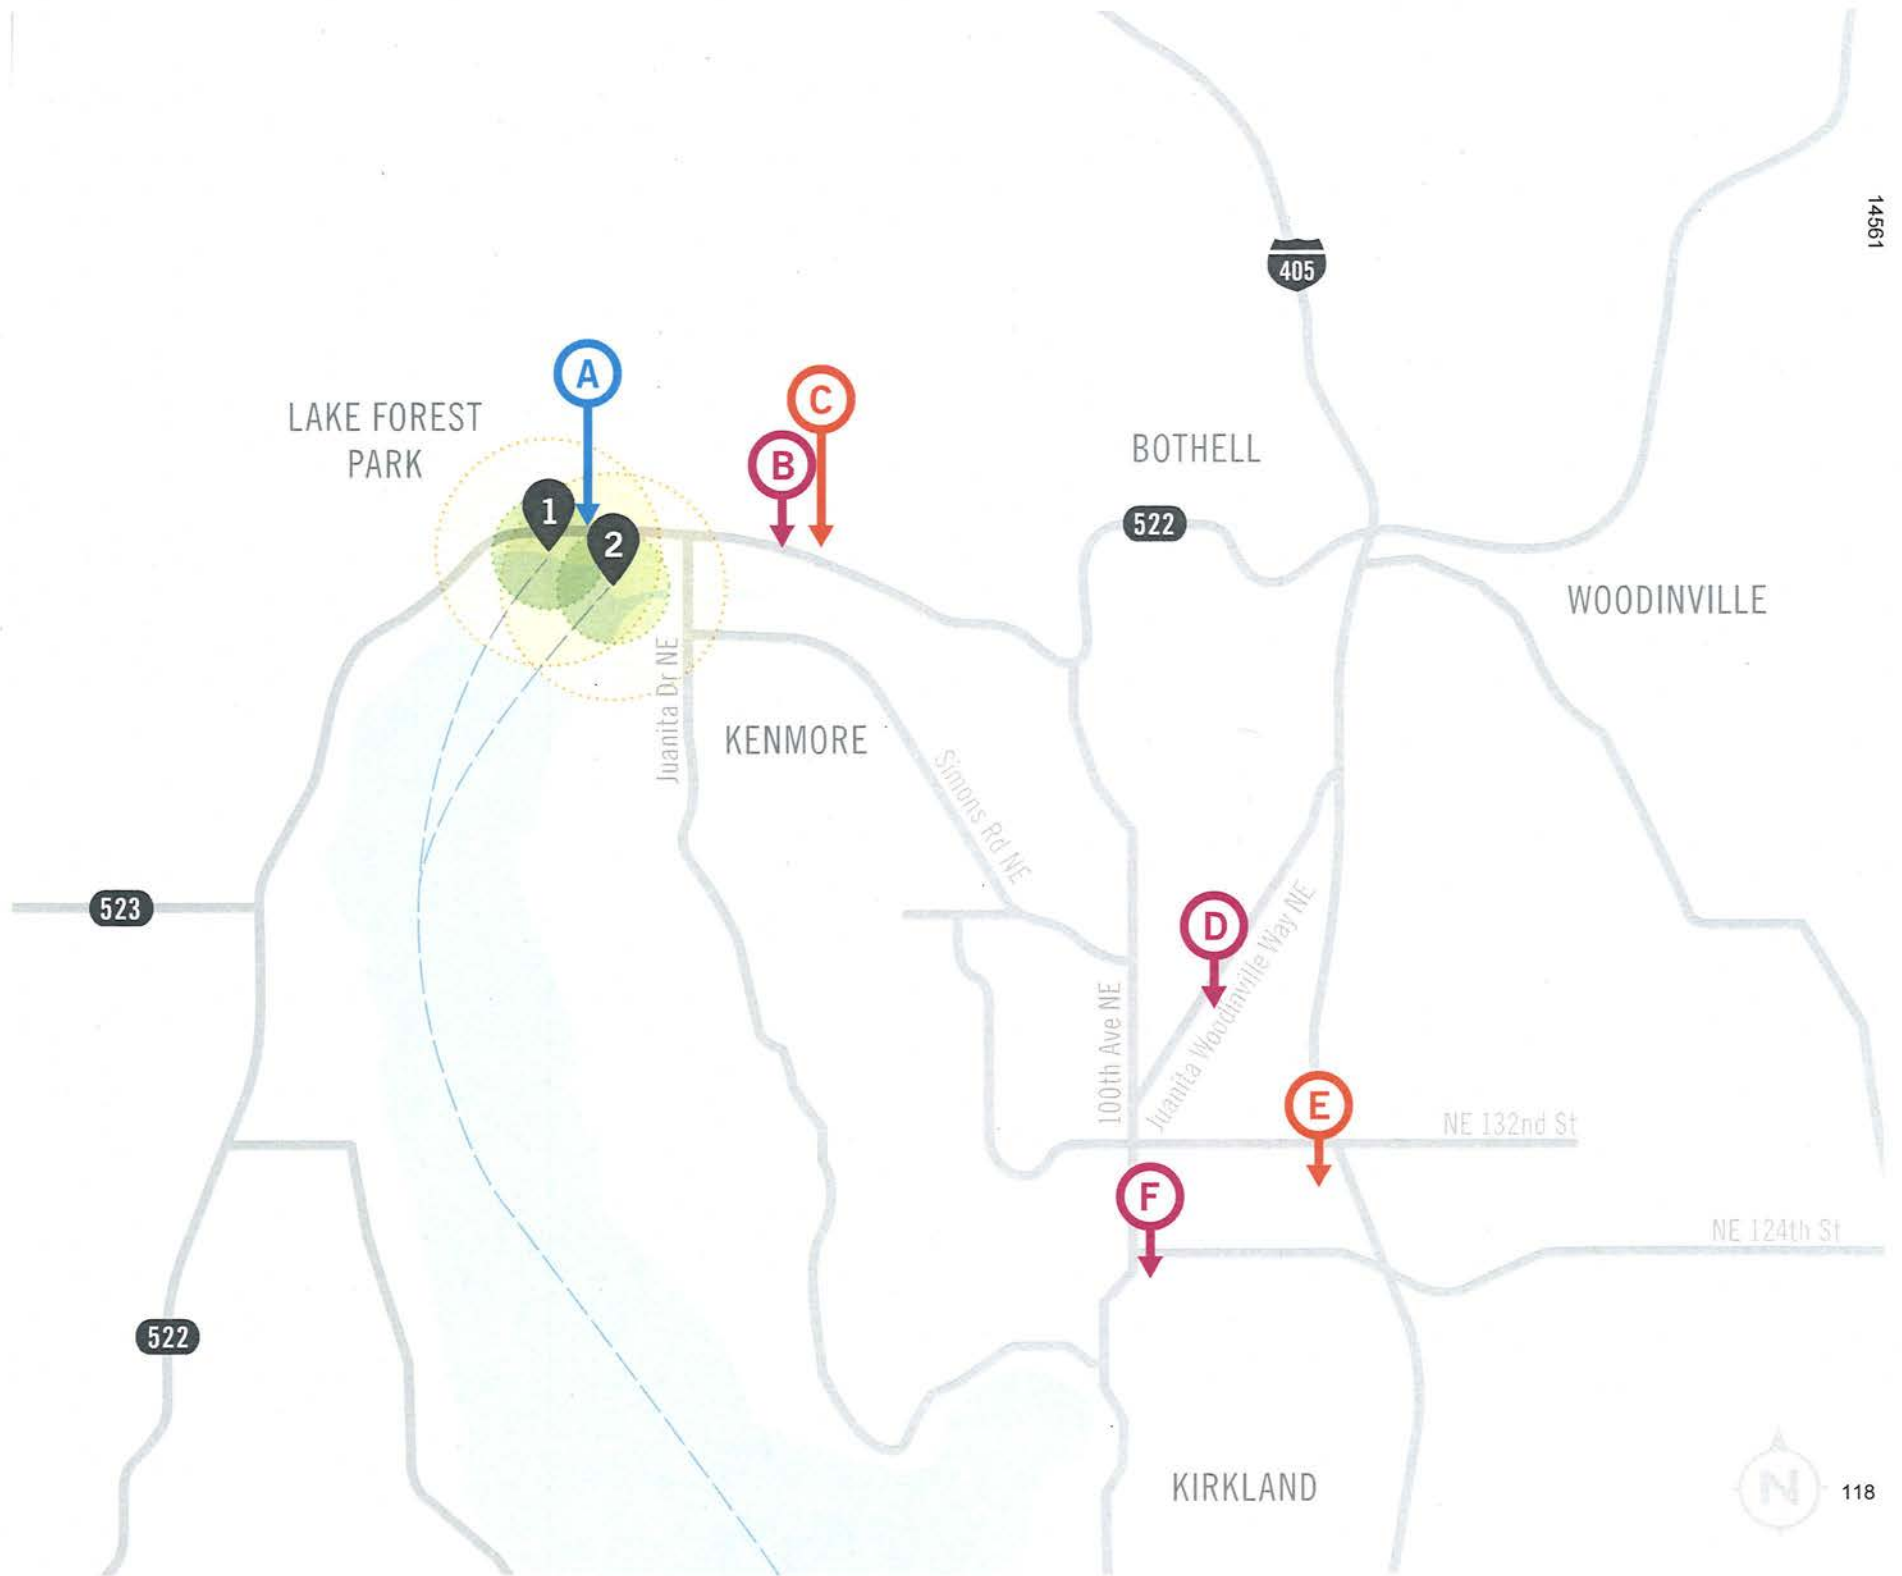 14561
405
A
C
LAKE FOREST
PARK
B
BOTHELL
1
522
2
WOODINVILLE
Juanita Dr NE
KENMORE
Simons Rd NE
523
D
Juanita Woodinville Way NE
100th Ave NE
E
NE 132nd St
F
NE 124th St
522
KIRKLAND
N
118